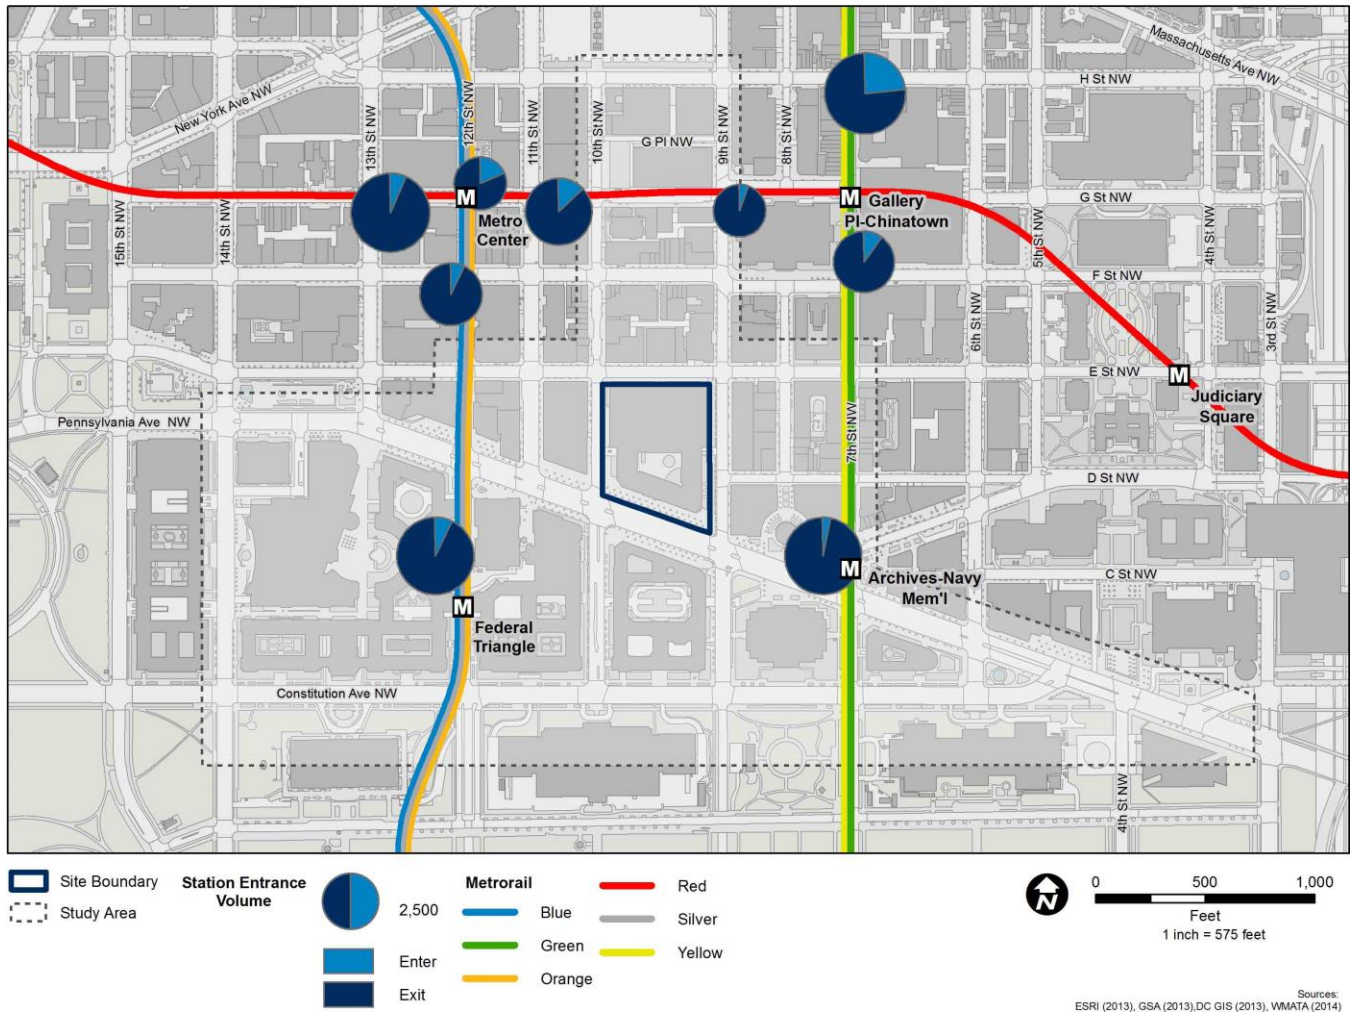 Massachusetts Ave NW
H St NW
New York Ave NW
13th St NW
12th St NW
11th St NW
10th St NW
G Pl NW
9th St NW
8th St NW
M
Metro
Center
M
Gallery
Pl-Chinatown
G St NW
15th St NW
14th St NW
5th St NW
4th St NW
F St NW
6th St NW
3rd St NW
E St NW
M
Judiciary
Square
Pennsylvania Ave NW
7th St NW
D St NW
M
Archives-Navy
Mem'l
C St NW
M
Federal
Triangle
Constitution Ave NW
4th St NW
Site Boundary
Study Area
Station Entrance
Volume
2,500
Enter
Exit
Metrorail
Blue
Green
Orange
Red
Silver
Yellow
N
0 500 1,000
Feet
1 inch = 575 feet
Sources:
ESRI (2013), GSA (2013),DC GIS (2013), WMATA (2014)